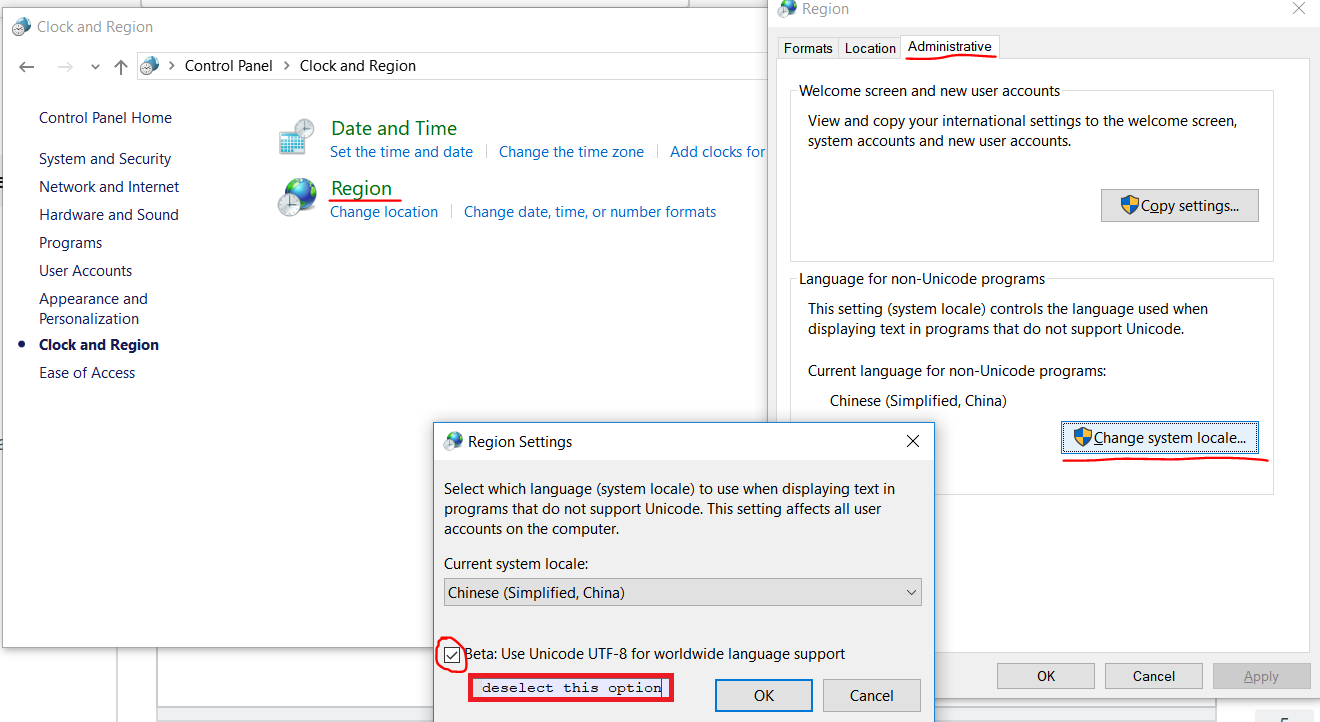 Clock and Region
Control Panel
Clock and Region
Control Panel Home
System and Security
Network and Internet
Hardware and Sound
Programs
User Accounts
Appearance and
Personalization
Clock and Region
Ease of Access
Date and Time
Set the time and date
Change the time zone
Add clocks for
Region
Change location
Change date, time, or number formats
Region
Formats
Location
Administrative
Welcome screen and new user accounts
View and copy your international settings to the welcome screen,
system accounts and new user accounts.
Copy settings...
Language for non-Unicode programs
This setting (system locale) controls the language used when
displaying text in programs that do not support Unicode.
Current language for non-Unicode programs:
Chinese (Simplified, China)
Change system locale...
OK
Cancel
Apply
Region Settings
Select which language (system locale) to use when displaying text in
programs that do not support Unicode. This setting affects all user
accounts on the computer.
Current system locale:
Chinese (Simplified, China)
Beta: Use Unicode UTF-8 for worldwide language support
deselect this option
OK
Cancel